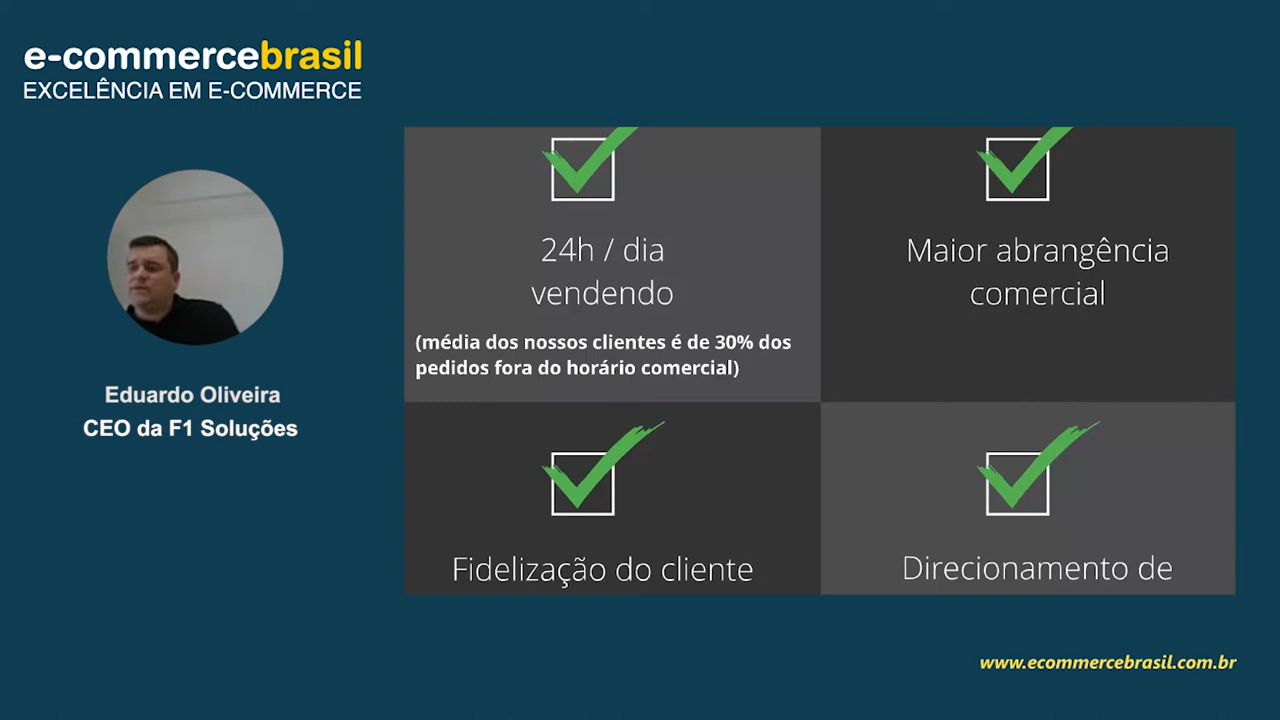 e-commercebrasil
EXCELÊNCIA EM E-COMMERCE
Eduardo Oliveira
CEO da F1 Soluções
24h / dia
vendendo
(média dos nossos clientes é de 30% dos
pedidos fora do horário comercial)
Maior abrangência
comercial
Fidelização do cliente
Direcionamento de
www.ecommercebrasil.com.br